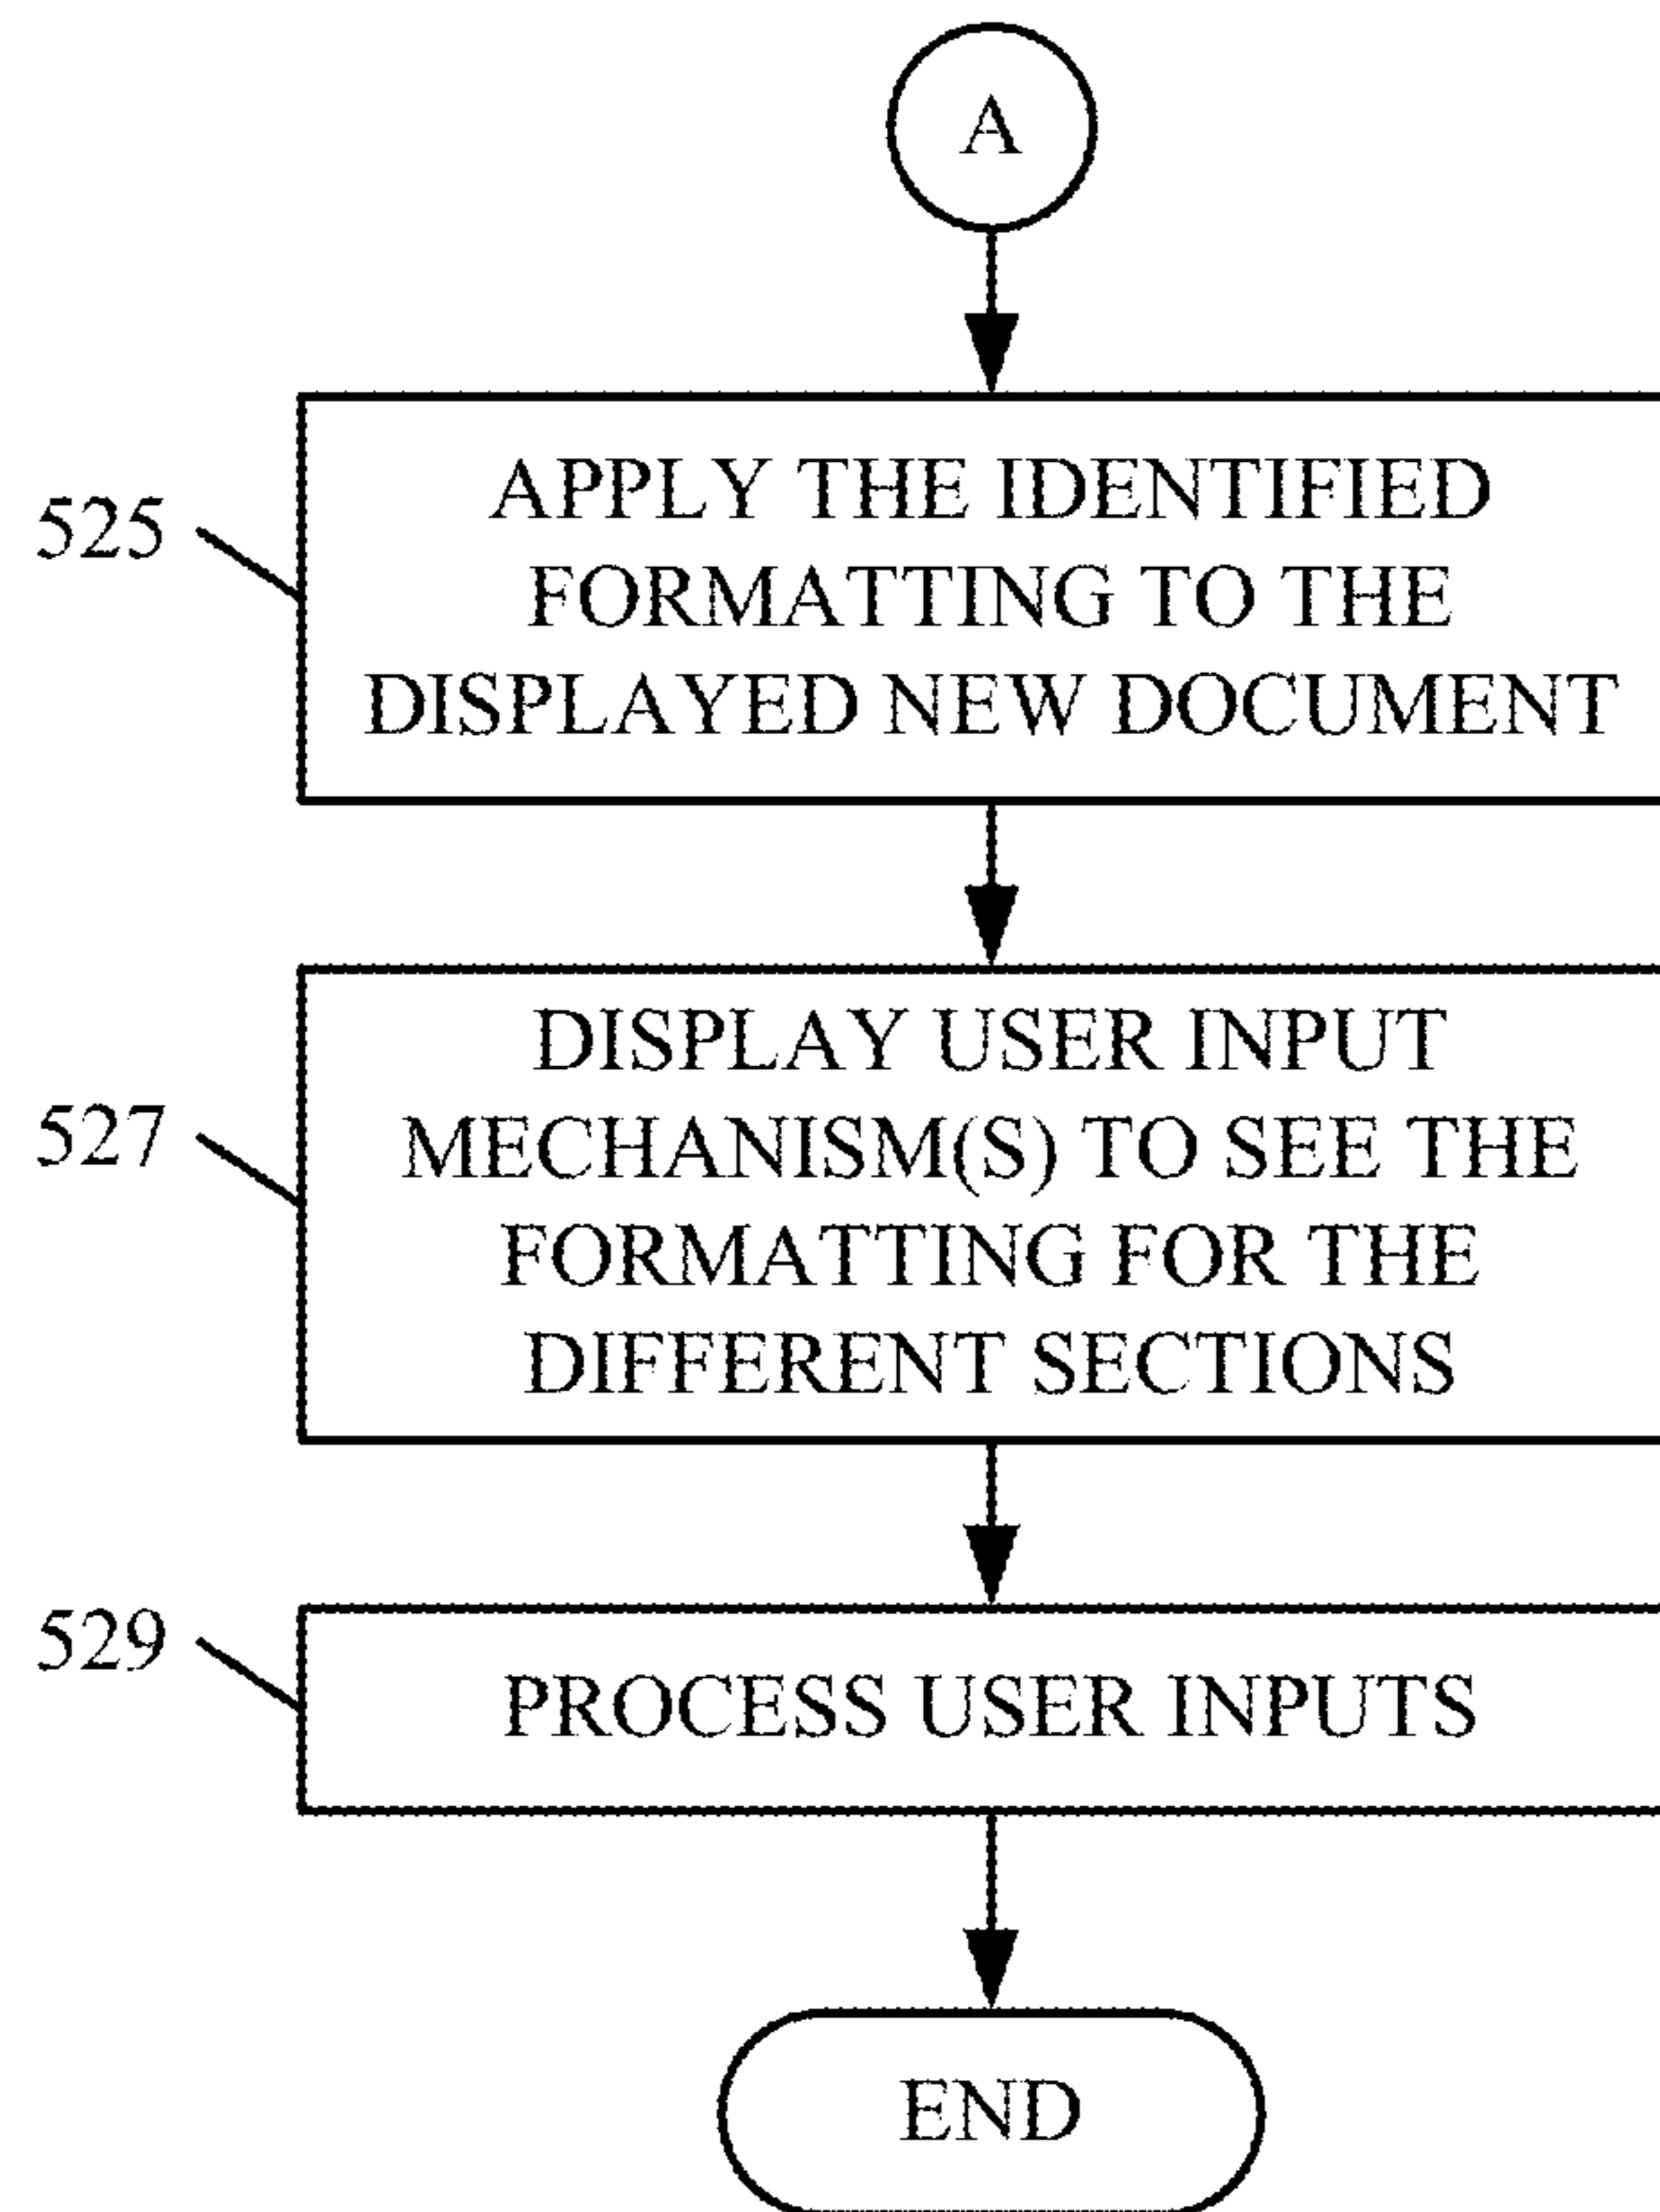 A
525
APPLY THE IDENTIFIED
FORMATTING TO THE
DISPLAYED NEW DOCUMENT
527
DISPLAY USER INPUT
MECHANISM(S) TO SEE THE
FORMATTING FOR THE
DIFFERENT SECTIONS
529
PROCESS USER INPUTS
END